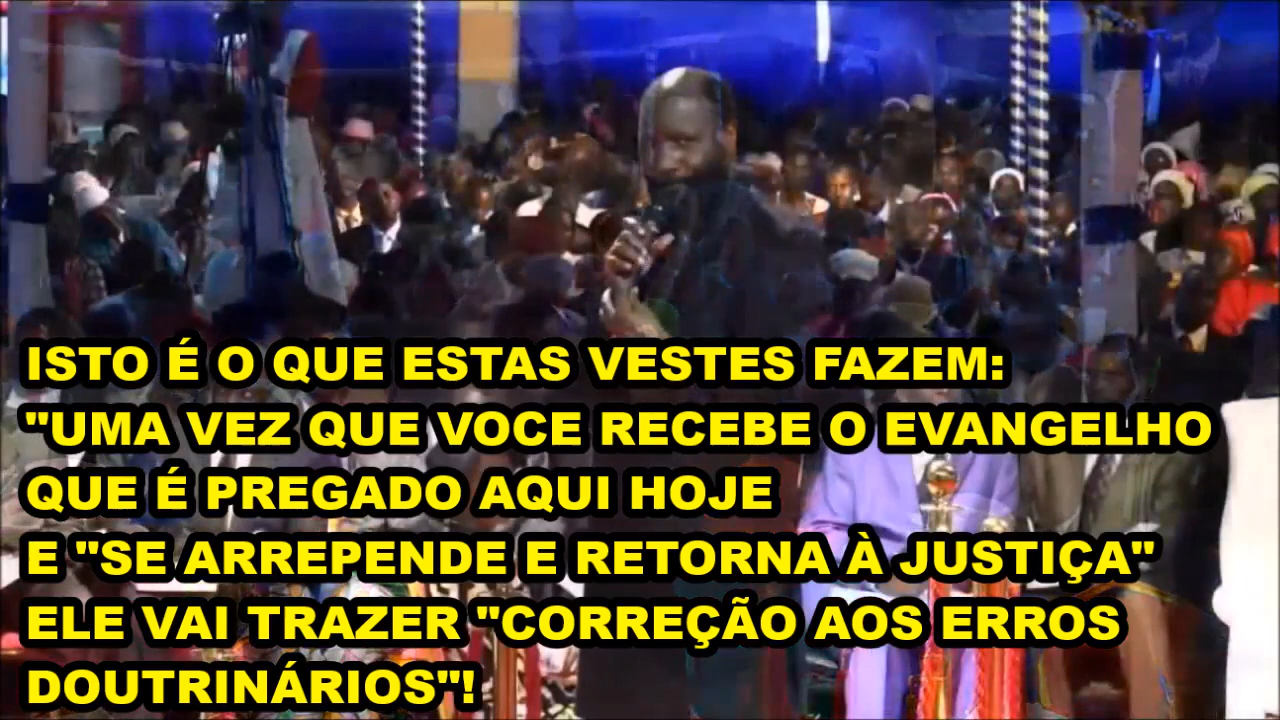 ISTO É O QUE ESTAS VESTES FAZEM:
"UMA VEZ QUE VOCE RECEBE O EVANGELHO
QUE É PREGADO AQUI HOJE
E "SE ARREPENDE E RETORNA À JUSTIÇA"
ELE VAI TRAZER "CORREÇÃO AOS ERROS
DOUTRINÁRIOS"!